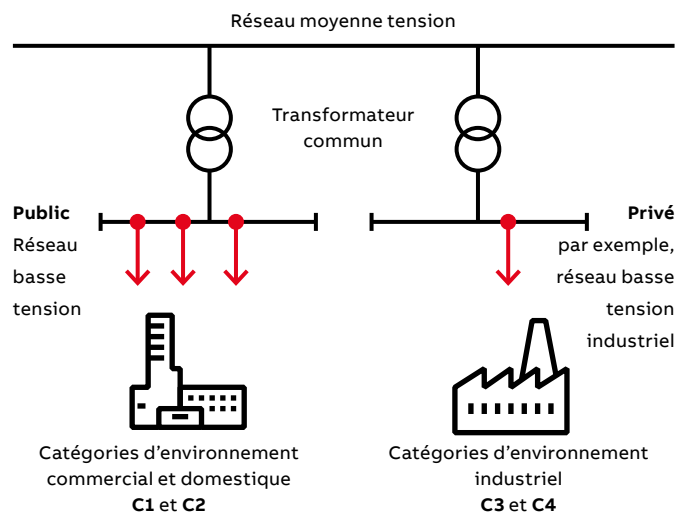 Réseau moyenne tension
Transformateur
commun
Public
Réseau
basse
tension
Privé
par exemple,
réseau basse
tension
industriel
Catégories d'environnement
commercial et domestique
C1 et C2
Catégories d'environnement
industriel
C3 et C4